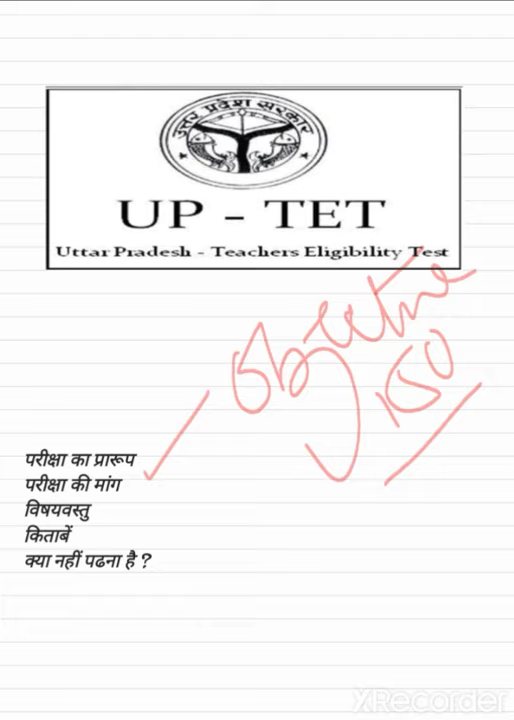 उत्तर प्रदेश सरकार
UP - TET
Uttar Pradesh - Teachers Eligibility Test
Objective
150
परीक्षा का प्रारूप
परीक्षा की मांग
विषयवस्तु
किताबें
क्या नहीं पढना है ?
XRecorder